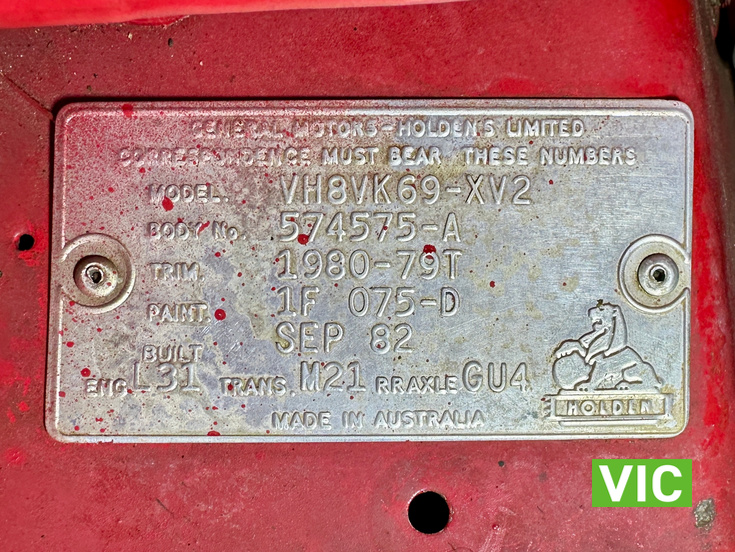 GENERAL MOTORS-HOLDEN'S LIMITED
CORRESPONDENCE MUST BEAR THESE NUMBERS
MODEL. VH8VK69-XV2
BODY No. 574575-A
TRIM. 1980-79T
PAINT. 1F 075-D
BUILT SEP 82
ENG. L31 TRANS. M21 RRAXLE GU4
HOLDEN
MADE IN AUSTRALIA
VIC